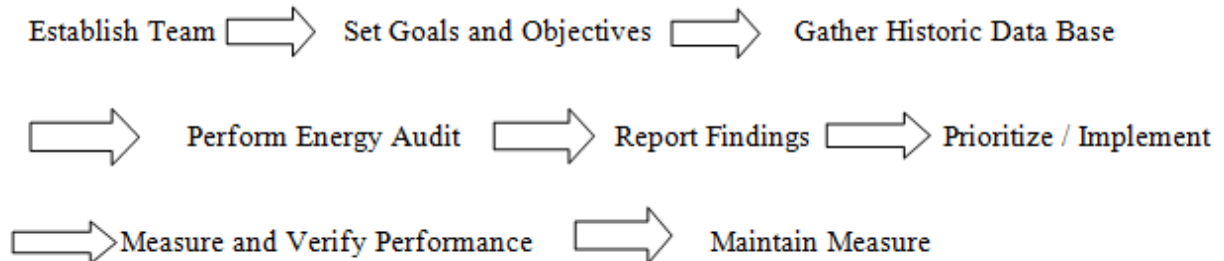 Establish Team Set Goals and Objectives Gather Historic Data Base
Perform Energy Audit Report Findings Prioritize / Implement
Measure and Verify Performance Maintain Measure